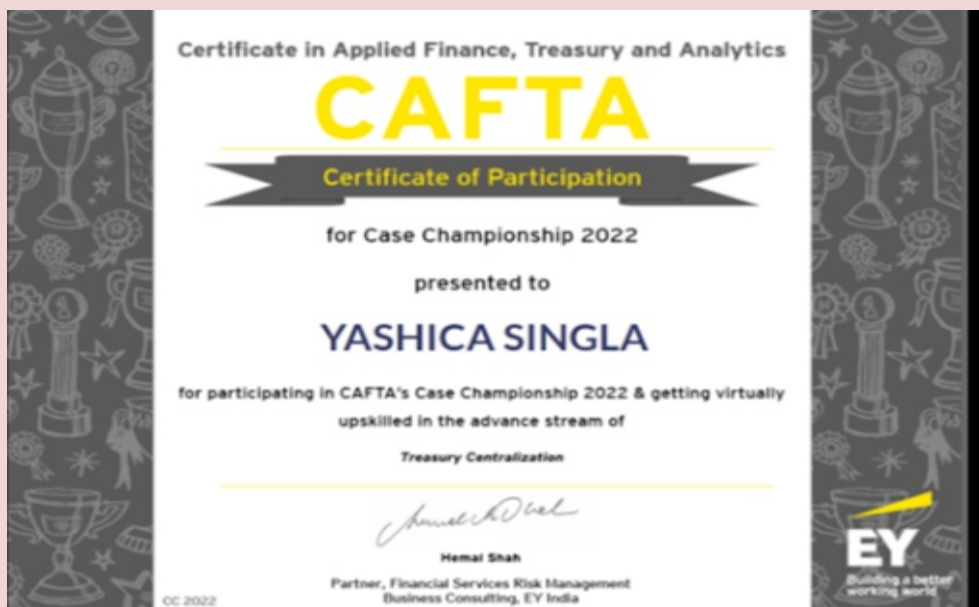 Certificate in Applied Finance, Treasury and Analytics
CAFTA
Certificate of Participation
for Case Championship 2022
presented to
YASHICA SINGLA
for participating in CAFTA's Case Championship 2022 & getting virtually
upskilled in the advance stream of
Treasury Centralization
Hemal Shah
Partner, Financial Services Risk Management
Business Consulting, EY India
CC 2022
EY
Building a better
working world